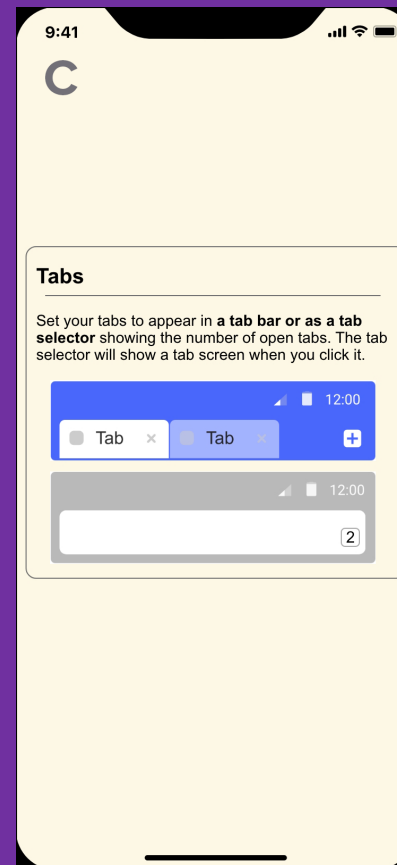 9:41
C
Tabs
Set your tabs to appear in a tab bar or as a tab
selector showing the number of open tabs. The tab
selector will show a tab screen when you click it.
12:00
Tab × Tab × +
12:00
2